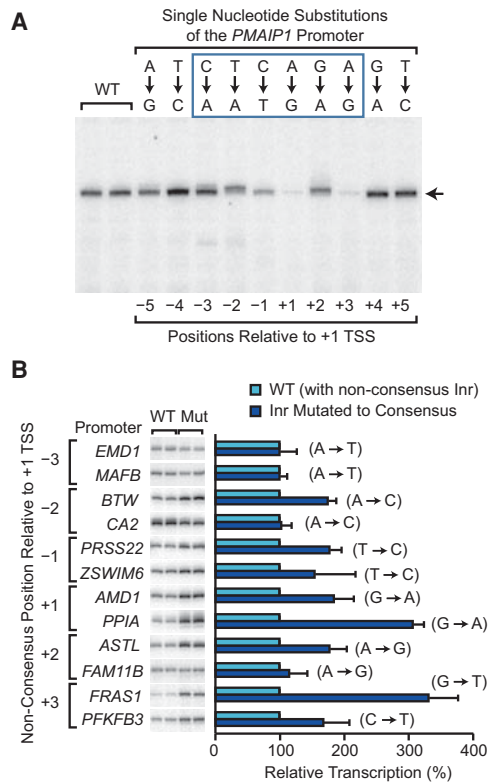 A
Single Nucleotide Substitutions
of the PMAIP1 Promoter
WT
A T C T C A G A G T
G C A A T G A G A C
−5 −4 −3 −2 −1 +1 +2 +3 +4 +5
Positions Relative to +1 TSS
B
WT (with non-consensus Inr)
Inr Mutated to Consensus
Promoter WT Mut
Non-Consensus Position Relative to +1 TSS
−3 EMD1 (A → T)
MAFB (A → T)
−2 BTW (A → C)
CA2 (A → C)
−1 PRSS22 (T → C)
ZSWIM6 (T → C)
+1 AMD1 (G → A)
PPIA (G → A)
+2 ASTL (A → G)
FAM11B (A → G)
+3 FRAS1 (G → T)
PFKFB3 (C → T)
0 100 200 300 400
Relative Transcription (%)